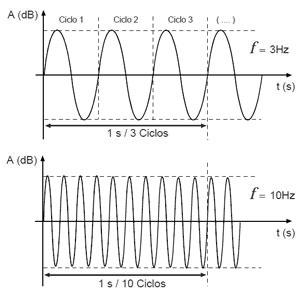 A (dB)
Ciclo 1 Ciclo 2 Ciclo 3 (....)
f = 3Hz
t (s)
1 s / 3 Ciclos
A (dB)
f = 10Hz
t (s)
1 s / 10 Ciclos